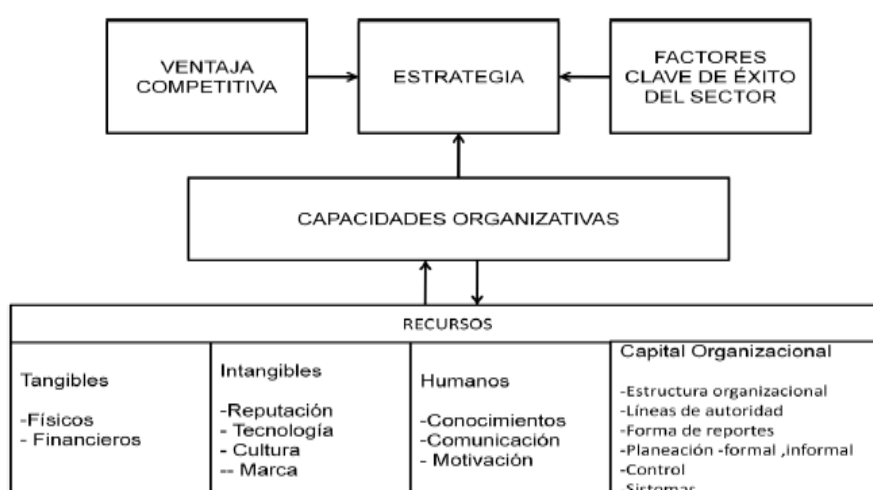 VENTAJA
COMPETITIVA
ESTRATEGIA
FACTORES
CLAVE DE ÉXITO
DEL SECTOR
CAPACIDADES ORGANIZATIVAS
RECURSOS
Tangibles
-Físicos
- Financieros
Intangibles
-Reputación
- Tecnología
- Cultura
-- Marca
Humanos
-Conocimientos
-Comunicación
- Motivación
Capital Organizacional
-Estructura organizacional
-Líneas de autoridad
-Forma de reportes
-Planeación -formal ,informal
-Control
-Sistemas